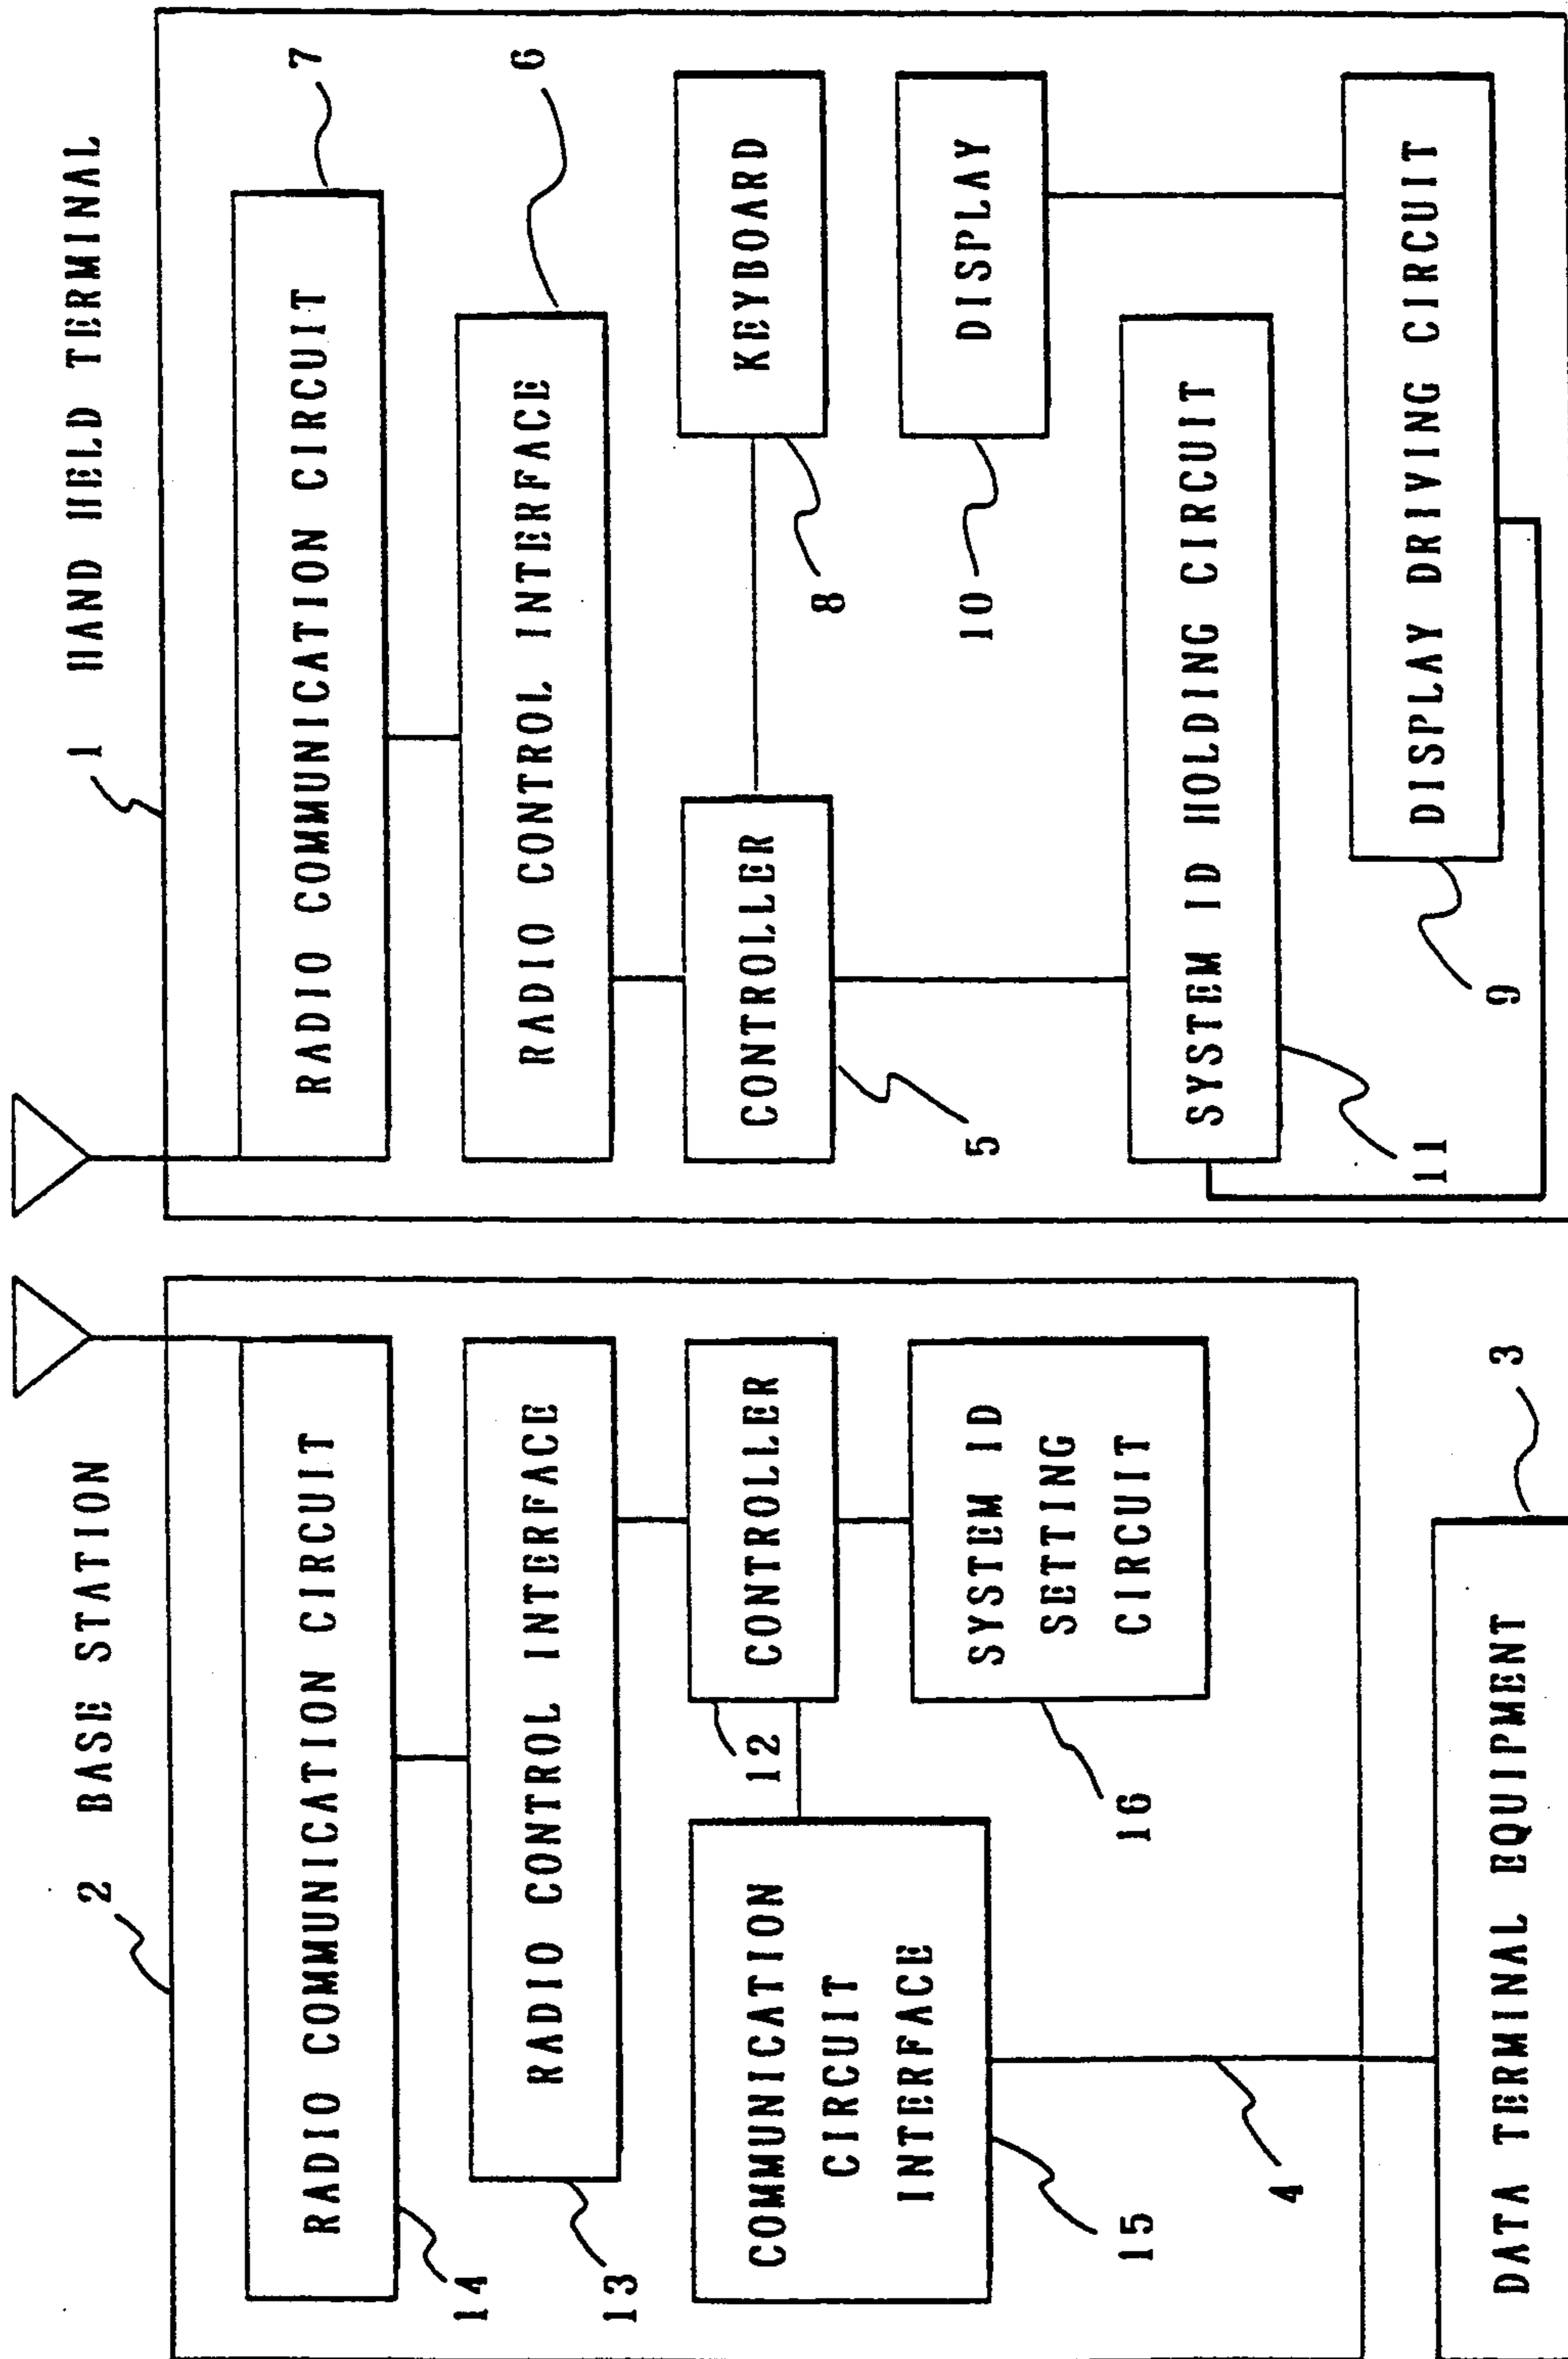 2 BASE STATION
RADIO COMMUNICATION CIRCUIT
14
RADIO CONTROL INTERFACE
13
CONTROLLER
12
COMMUNICATION
CIRCUIT
INTERFACE
15
SYSTEM ID
SETTING
CIRCUIT
16
4
DATA TERMINAL EQUIPMENT
3
1 HAND HELD TERMINAL
RADIO COMMUNICATION CIRCUIT
7
RADIO CONTROL INTERFACE
6
CONTROLLER
5
KEYBOARD
8
DISPLAY
10
SYSTEM ID HOLDING CIRCUIT
11
DISPLAY DRIVING CIRCUIT
9